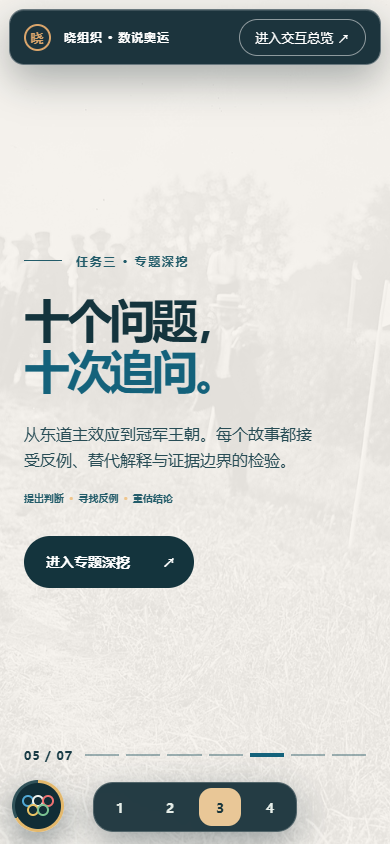 晓
晓组织・数说奥运
进入交互总览 ↗
任务三・专题深挖
十个问题，
十次追问。
从东道主效应到冠军王朝。每个故事都接
受反例、替代解释与证据边界的检验。
提出判断・寻找反例・重估结论
进入专题深挖 ↗
05 / 07
1 2 3 4